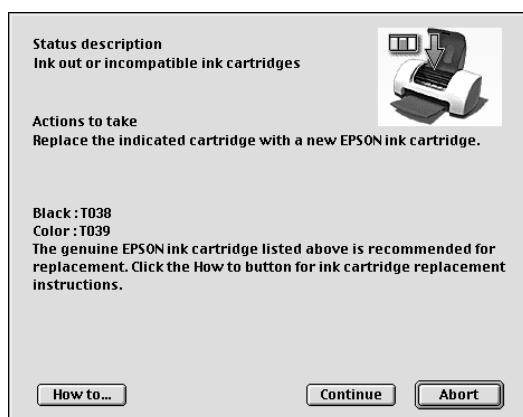 Status description
Ink out or incompatible ink cartridges
Actions to take
Replace the indicated cartridge with a new EPSON ink cartridge.
Black : T038
Color : T039
The genuine EPSON ink cartridge listed above is recommended for
replacement. Click the How to button for ink cartridge replacement
instructions.
How to... Continue Abort